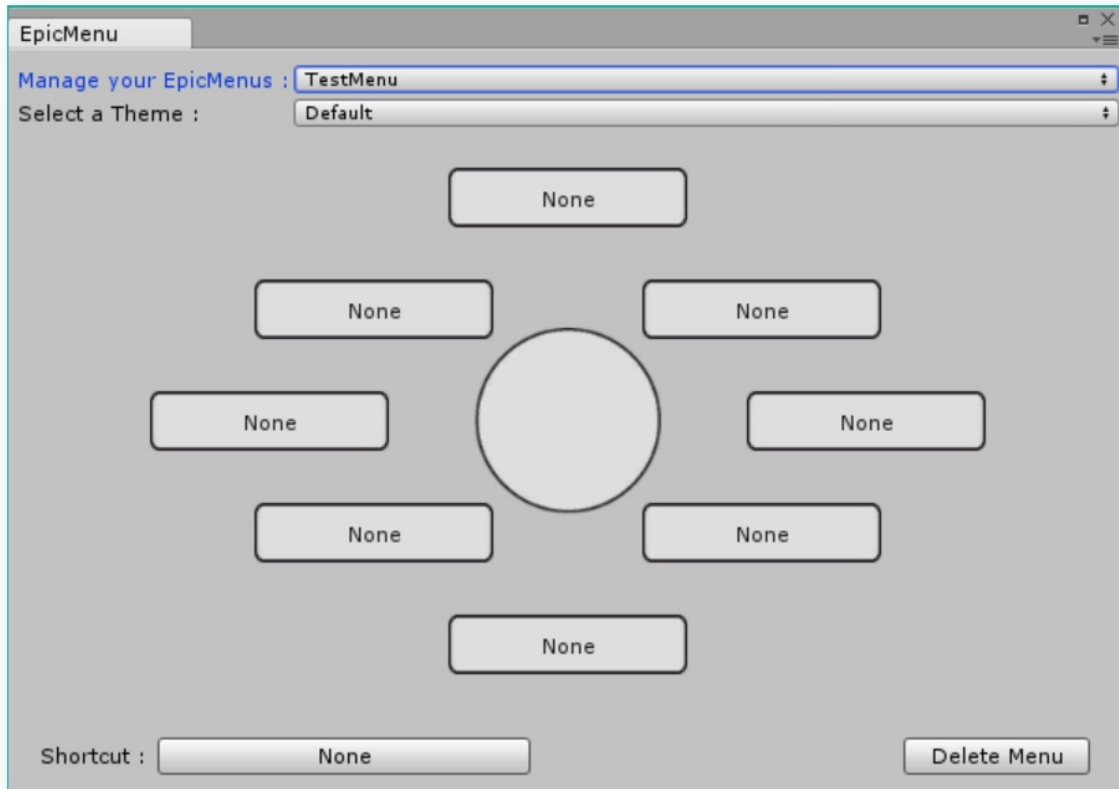 EpicMenu
Manage your EpicMenus : TestMenu
Select a Theme : Default
None
None None
None None
None None
None
Shortcut : None Delete Menu